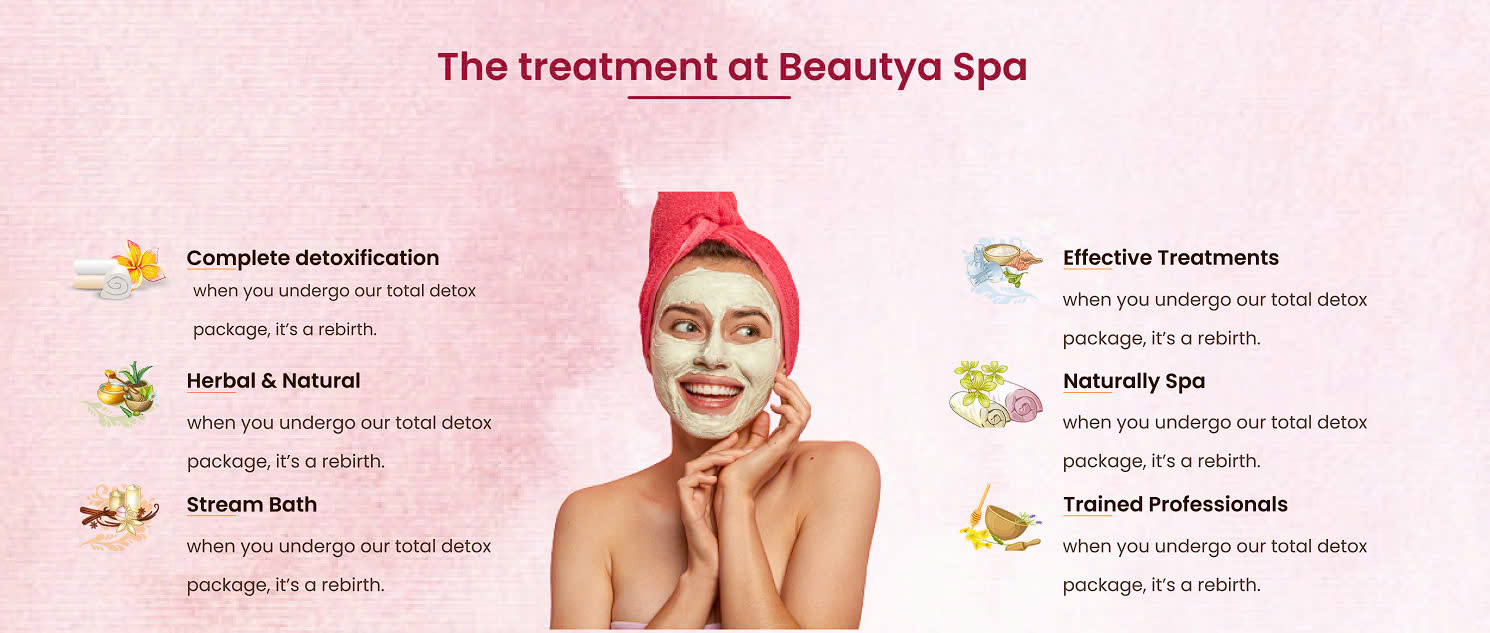 The treatment at Beautya Spa
Complete detoxification
when you undergo our total detox
package, it’s a rebirth.
Herbal & Natural
when you undergo our total detox
package, it’s a rebirth.
Stream Bath
when you undergo our total detox
package, it’s a rebirth.
Effective Treatments
when you undergo our total detox
package, it’s a rebirth.
Naturally Spa
when you undergo our total detox
package, it’s a rebirth.
Trained Professionals
when you undergo our total detox
package, it’s a rebirth.